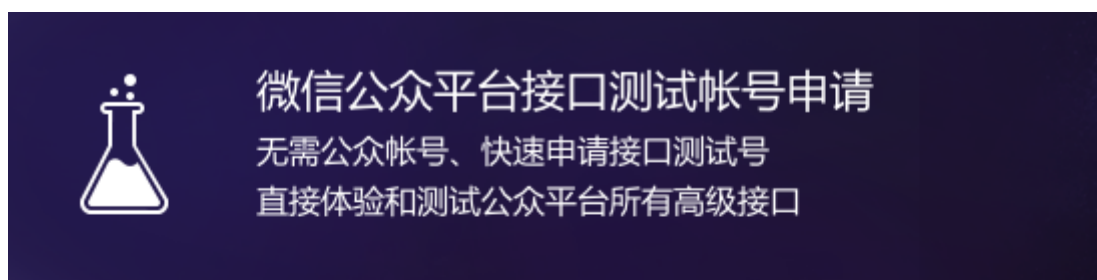 微信公众平台接口测试帐号申请
无需公众帐号、快速申请接口测试号
直接体验和测试公众平台所有高级接口